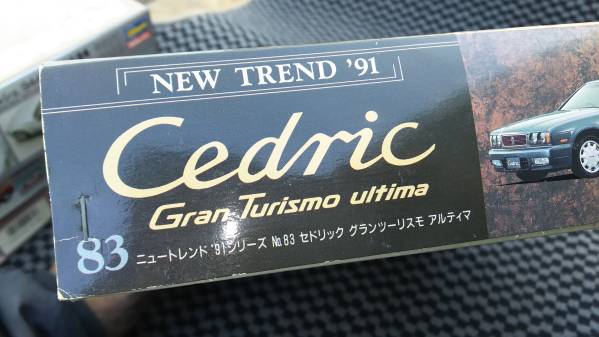 NEW TREND '91
Cedric
Gran Turismo ultima
83 ニュートレンド '91シリーズ No.83 セドリック グランツーリスモ アルティマ